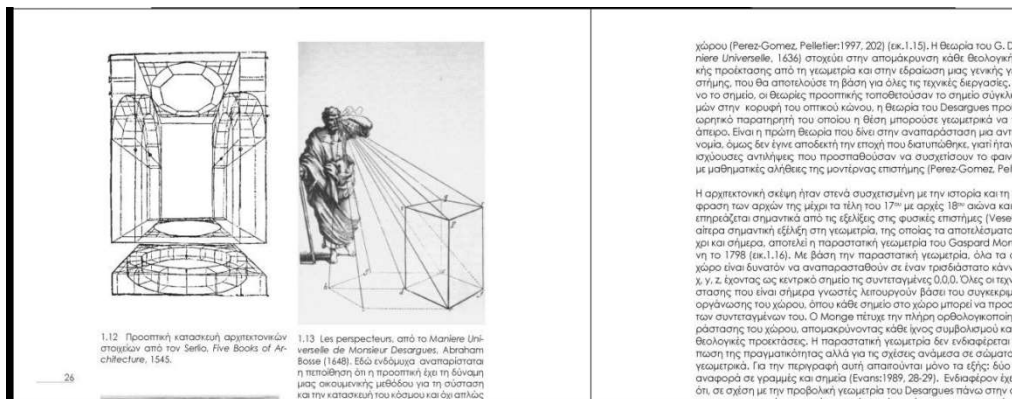 1.12 Προοπτική κατασκευή αρχιτεκτονικών
στοιχείων από τον Serlio, Five Books of Ar-
chitecture, 1545.
26
1.13 Les perspecteurs, από το Maniere Uni-
verselle de Monsieur Desargues, Abraham
Bosse (1648). Εδώ ενδόμυχα αναπαρίσταται
η πεποίθηση ότι η προοπτική έχει τη δύναμη
μιας οικουμενικής μεθόδου για τη σύσταση
και την κατασκευή του κόσμου και όχι απλώς
χώρου (Perez-Gomez, Pelletier:1997, 202) (εικ.1.15). Η θεωρία του G. D
niere Universelle, 1636) στοχεύει στην απομάκρυνση κάθε θεολογική
κής προέκτασης από τη γεωμετρία και στην εδραίωση μιας γενικής γ
στήμης, που θα αποτελούσε τη βάση για όλες τις τεχνικές διεργασίες.
νο το σημείο, οι θεωρίες προοπτικής τοποθετούσαν το σημείο σύγκλ
μών στην κορυφή του οπτικού κώνου, η θεωρία του Desargues προ
ωρητικό παρατηρητή του οποίου η θέση μπορούσε γεωμετρικά να
άπειρο. Είναι η πρώτη θεωρία που δίνει στην αναπαράσταση μια αντ
νομία, όμως δεν έγινε αποδεκτή την εποχή που διατυπώθηκε, γιατί ήταν
ισχύουσες αντιλήψεις που προσπαθούσαν να συσχετίσουν το φαιν
με μαθηματικές αλήθειες της μοντέρνας επιστήμης (Perez-Gomez, Pel
Η αρχιτεκτονική σκέψη ήταν στενά συσχετισμένη με την ιστορία και τη
φραση των αρχών της μέχρι τα τέλη του 17ου με αρχές 18ου αιώνα και
επηρεάζεται σημαντικά από τις εξελίξεις στις φυσικές επιστήμες (Vese
αίτερα σημαντική εξέλιξη στη γεωμετρία, της οποίας τα αποτελέσματα
χρι και σήμερα, αποτελεί η παραστατική γεωμετρία του Gaspard Mon
νη το 1798 (εικ.1.16). Με βάση την παραστατική γεωμετρία, όλα τα
χώρο είναι δυνατόν να αναπαρασταθούν σε έναν τρισδιάστατο κάνν
χ, y, z, έχοντας ως κεντρικό σημείο τις συντεταγμένες 0,0,0. Όλες οι τεχν
στασης που είναι σήμερα γνωστές λειτουργούν βάσει του συγκεκριμ
οργάνωσης του χώρου, όπου κάθε σημείο στο χώρο μπορεί να προσ
των συντεταγμένων του. Ο Monge πέτυχε την πλήρη ορθολογικοποίη
ράστασης του χώρου, απομακρύνοντας κάθε ίχνος συμβολισμού κα
θεολογικές προεκτάσεις. Η παραστατική γεωμετρία δεν ενδιαφέρεται
πωση της πραγματικότητας αλλά για τις σχέσεις ανάμεσα σε σώματα
γεωμετρικά. Για την περιγραφή αυτή απαιτούνται μόνο τα εξής: δύο
αναφορά σε γραμμές και σημεία (Evans:1989, 28-29). Ενδιαφέρον έχε
ότι, σε σχέση με την προβολική γεωμετρία του Desargues πάνω στην